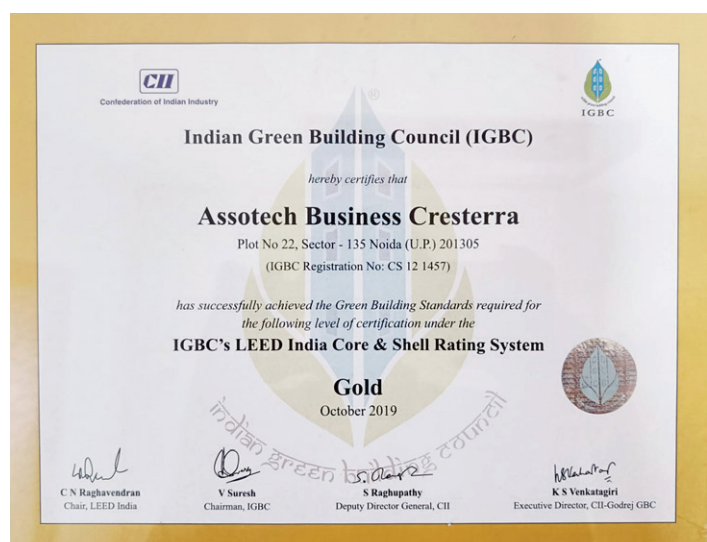 CII
Confederation of Indian Industry
®
IGBC
Indian Green Building Council (IGBC)
hereby certifies that
Assotech Business Cresterra
Plot No 22, Sector - 135 Noida (U.P.) 201305
(IGBC Registration No: CS 12 1457)
has successfully achieved the Green Building Standards required for
the following level of certification under the
IGBC's LEED India Core & Shell Rating System
Gold
October 2019
indian green building council
C N Raghavendran
Chair, LEED India
V Suresh
Chairman, IGBC
S Raghupathy
Deputy Director General, CII
K S Venkatagiri
Executive Director, CII-Godrej GBC